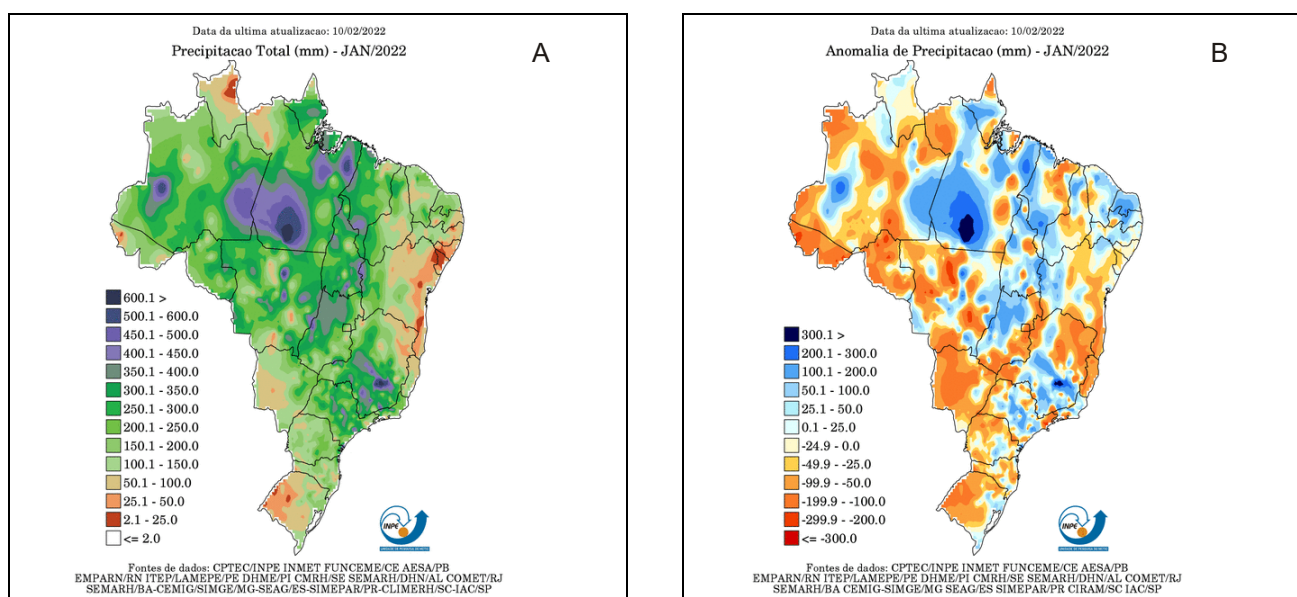 Data da ultima atualizacao: 10/02/2022
Precipitacao Total (mm) - JAN/2022
A
600.1 >
500.1 - 600.0
450.1 - 500.0
400.1 - 450.0
350.1 - 400.0
300.1 - 350.0
250.1 - 300.0
200.1 - 250.0
150.1 - 200.0
100.1 - 150.0
50.1 - 100.0
25.1 - 50.0
2.1 - 25.0
<= 2.0
INPE
Fontes de dados: CPTEC/INPE INMET FUNCEME/CE AESA/PB
EMPARN/RN ITEP/LAMEPE/PE DHME/PI CMRH/SE SEMARH/DHN/AL COMET/RJ
SEMARH/BA-CEMIG/SIMGE/MG-SEAG/ES-SIMEPAR/PR-CLIMERH/SC-IAC/SP
Data da ultima atualizacao: 10/02/2022
Anomalia de Precipitacao (mm) - JAN/2022
B
300.1 >
200.1 - 300.0
100.1 - 200.0
50.1 - 100.0
25.1 - 50.0
0.1 - 25.0
-24.9 - 0.0
-49.9 - -25.0
-99.9 - -50.0
-199.9 - -100.0
-299.9 - -200.0
<= -300.0
INPE
Fontes de dados: CPTEC/INPE INMET FUNCEME/CE AESA/PB
EMPARN/RN ITEP/LAMEPE/PE DHME/PI CMRH/SE SEMARH/DHN/AL COMET/RJ
SEMARH/BA CEMIG/SIMGE/MG SEAG/ES SIMEPAR/PR CIRAM/SC IAC/SP